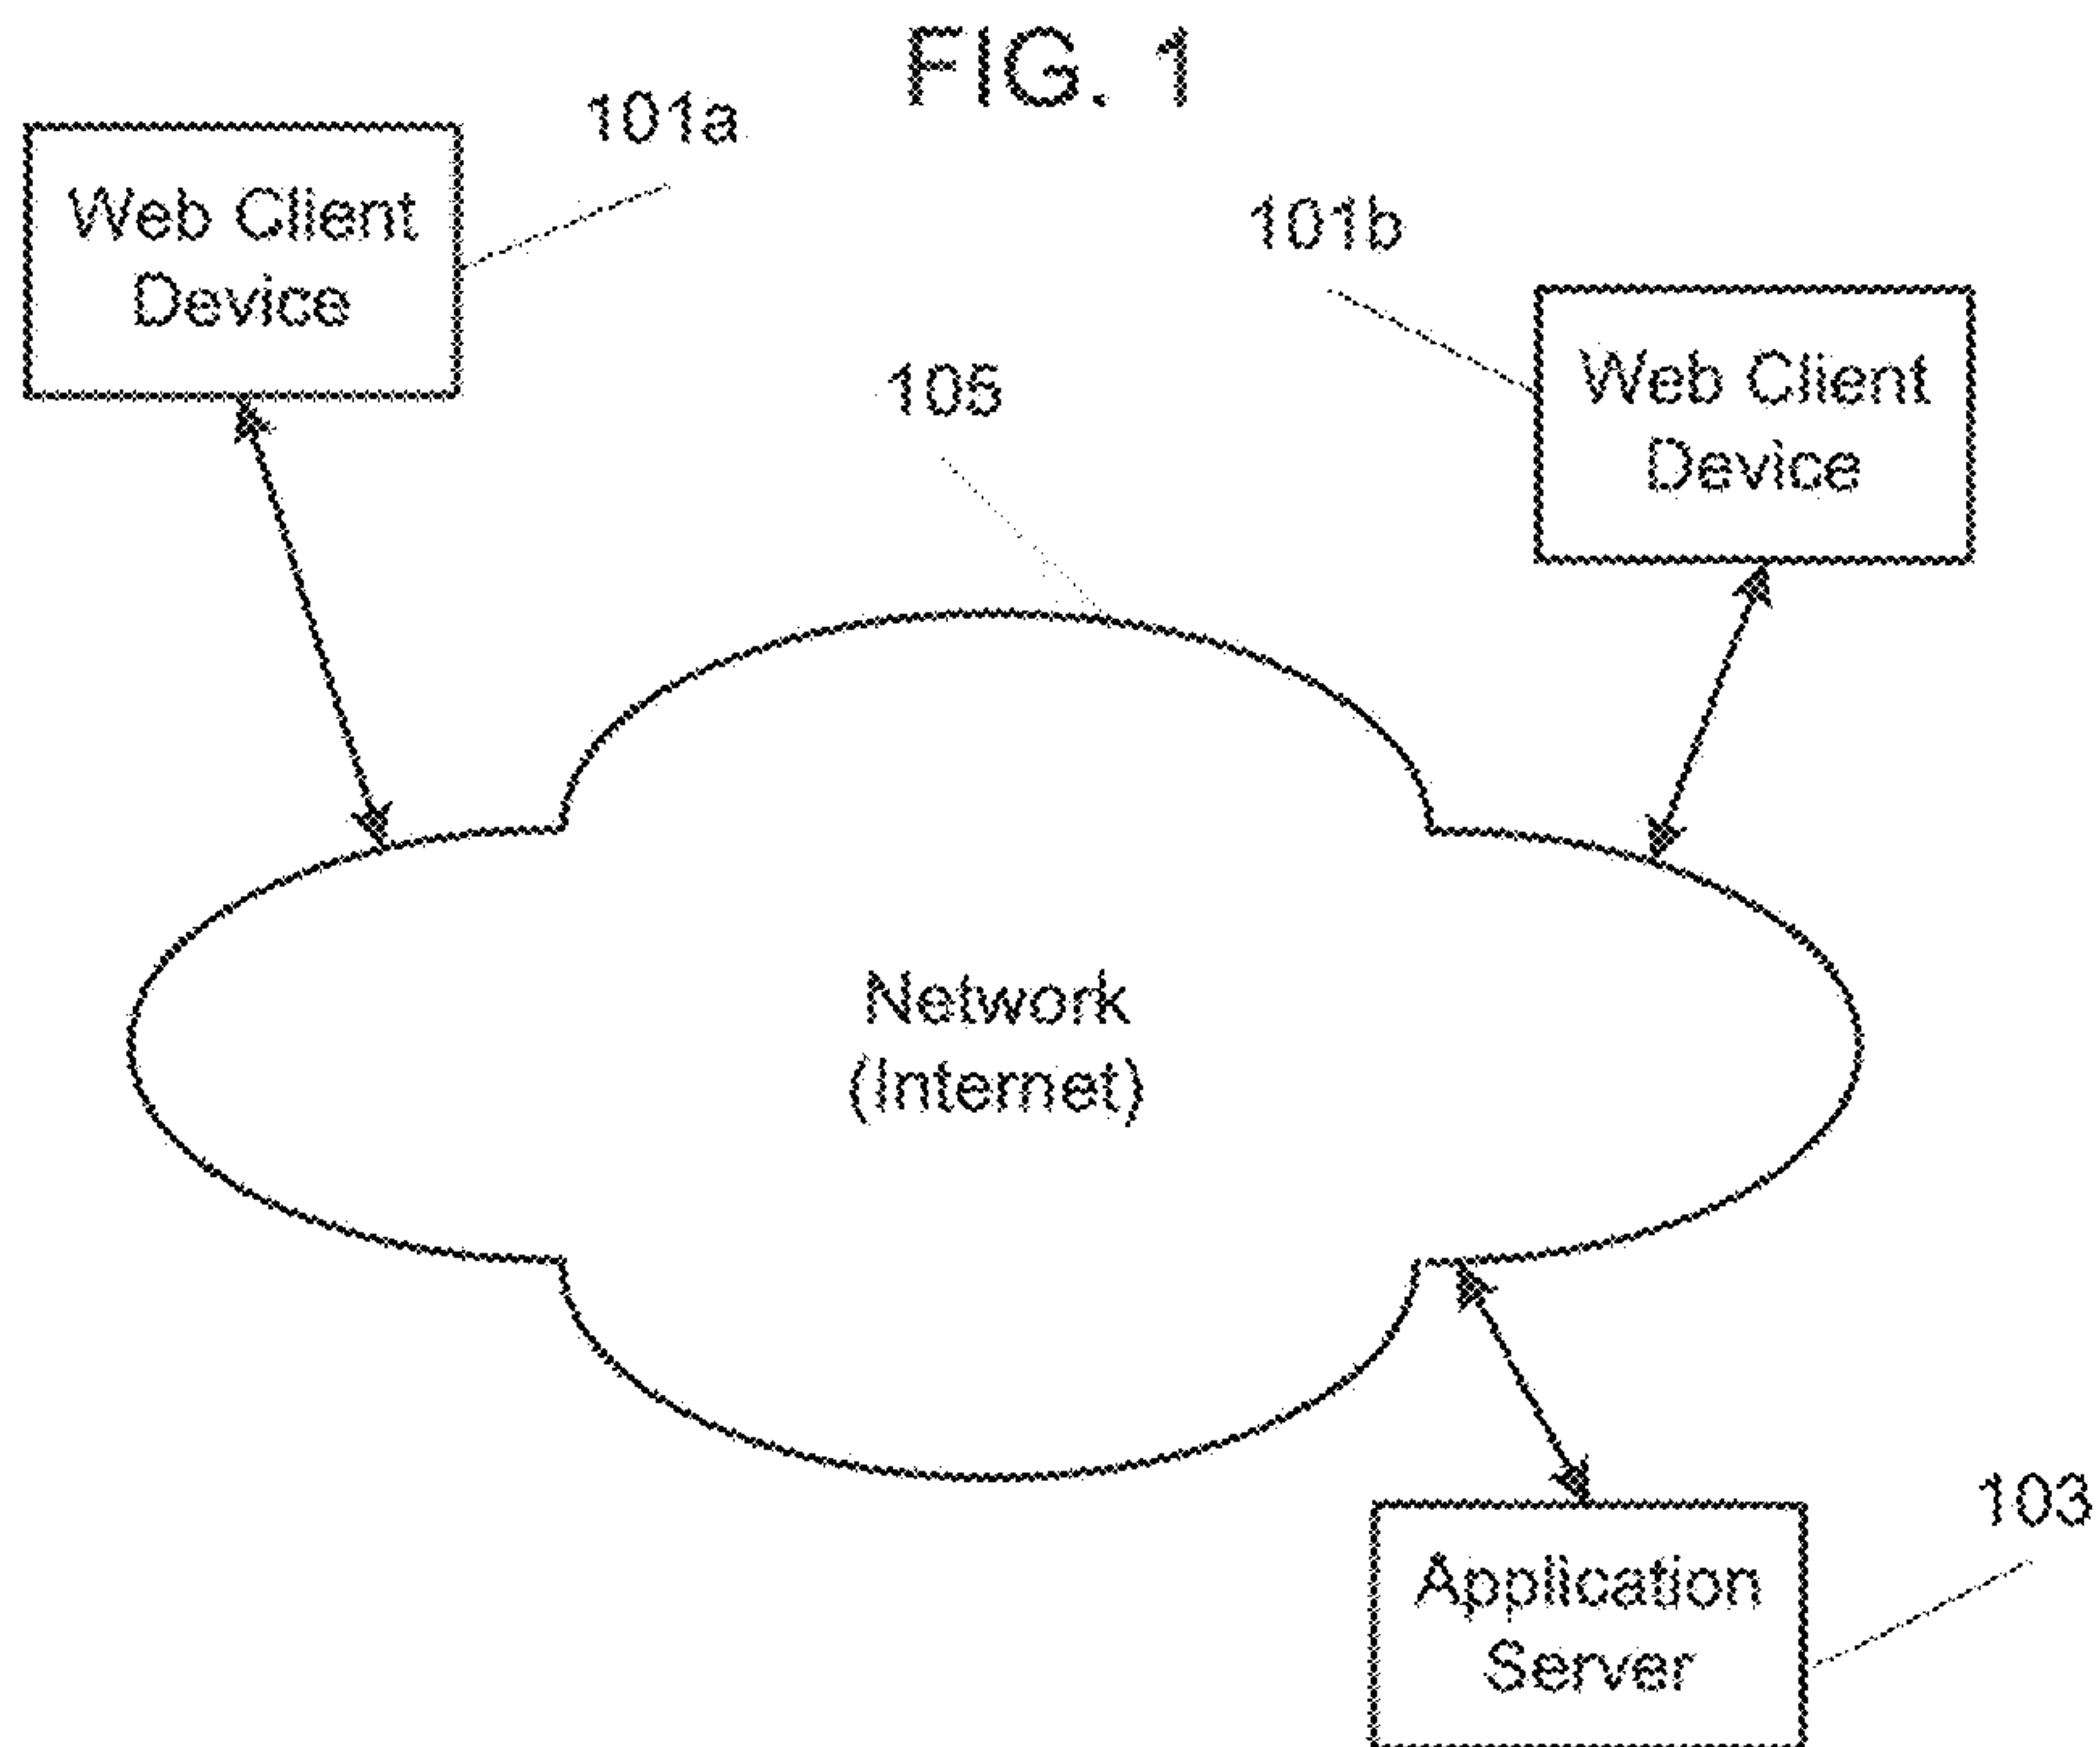 FIG. 1
101a
Web Client
Device
101b
Web Client
Device
105
Network
(Internet)
103
Application
Server